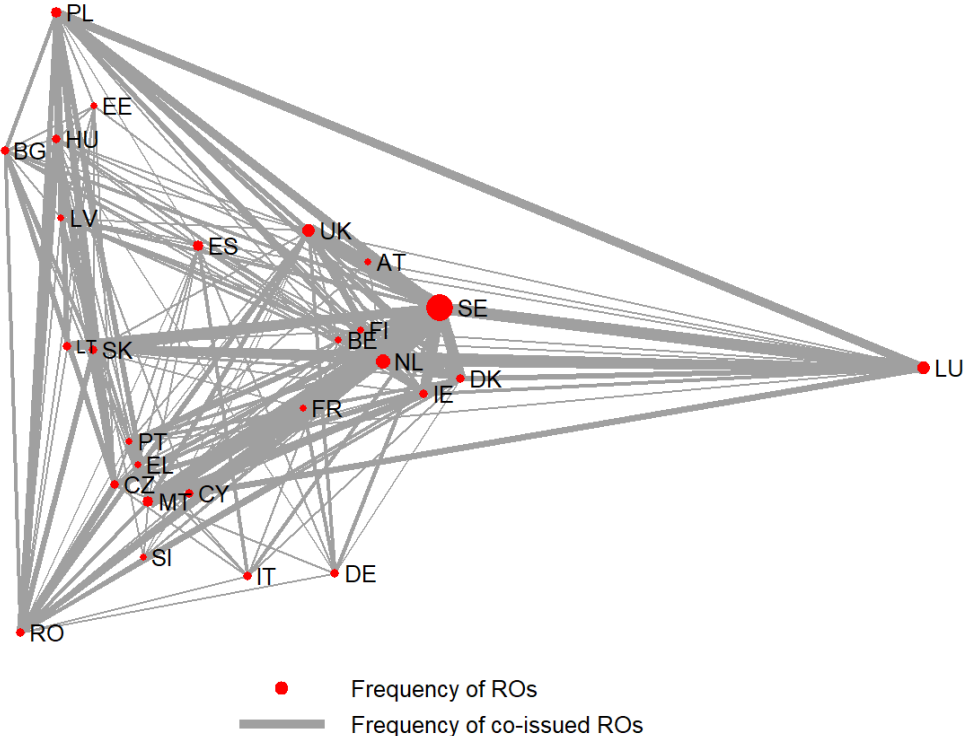 PL
EE
HU
BG
LV
UK
ES
AT
SE
FI
BE
LT
SK
NL
LU
DK
IE
FR
PT
EL
CZ
CY
MT
SI
IT
DE
RO
Frequency of ROs
Frequency of co-issued ROs